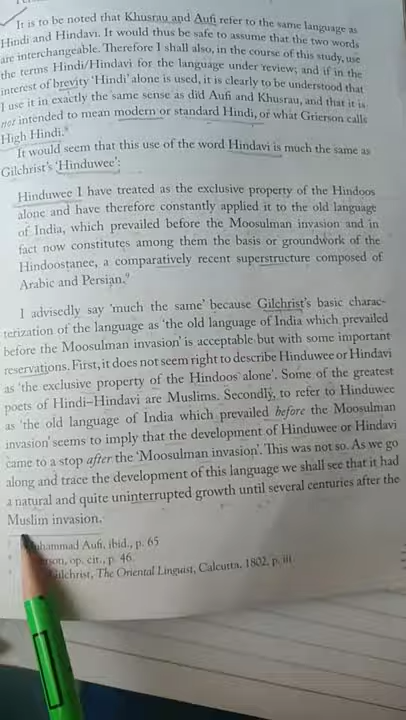 It is to be noted that Khusrau and Aufi refer to the same language as
Hindi and Hindavi. It would thus be safe to assume that the two words
are interchangeable. Therefore I shall also, in the course of this study, use
the terms Hindi/Hindavi for the language under review; and if in the
interest of brevity ‘Hindi’ alone is used, it is clearly to be understood that
I use it in exactly the same sense as did Aufi and Khusrau, and that it is
not intended to mean modern or standard Hindi, or what Grierson calls
High Hindi.⁸
It would seem that this use of the word Hindavi is much the same as
Gilchrist’s ‘Hinduwee’:
Hinduwee I have treated as the exclusive property of the Hindoos
alone and have therefore constantly applied it to the old language
of India, which prevailed before the Moosulman invasion and in
fact now constitutes among them the basis or groundwork of the
Hindoostanee, a comparatively recent superstructure composed of
Arabic and Persian.⁹
I advisedly say ‘much the same’ because Gilchrist’s basic charac-
terization of the language as ‘the old language of India which prevailed
before the Moosulman invasion’ is acceptable but with some important
reservations. First, it does not seem right to describe Hinduwee or Hindavi
as ‘the exclusive property of the Hindoos alone’. Some of the greatest
poets of Hindi–Hindavi are Muslims. Secondly, to refer to Hinduwee
as ‘the old language of India which prevailed before the Moosulman
invasion’ seems to imply that the development of Hinduwee or Hindavi
came to a stop after the ‘Moosulman invasion’. This was not so. As we go
along and trace the development of this language we shall see that it had
a natural and quite uninterrupted growth until several centuries after the
Muslim invasion.
Aufi, ibid., p. 65
op. cit., p. 46.
Gilchrist, The Oriental Linguist, Calcutta, 1802, p. iii